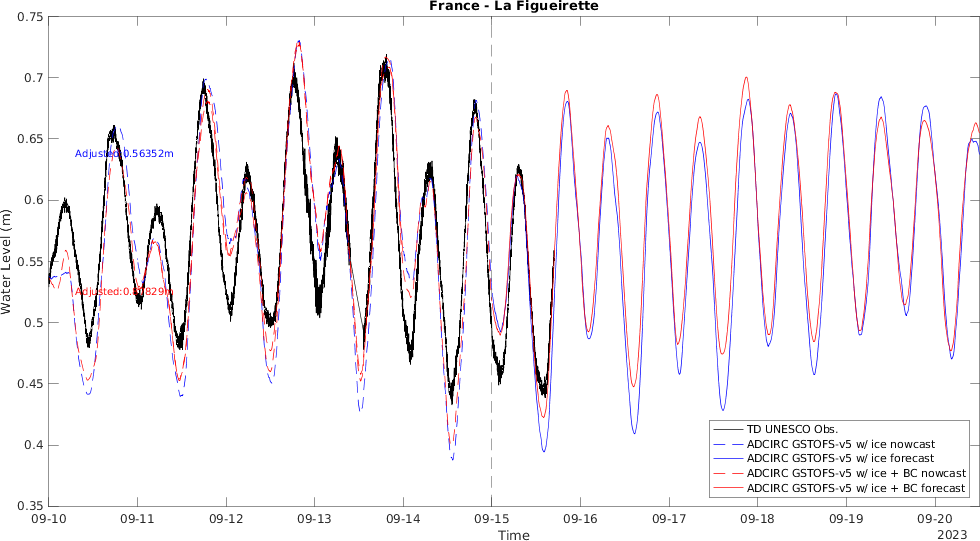 France - La Figueirette
0.75
0.7
0.65
0.6
0.55
0.5
0.45
0.4
0.35
Water Level (m)
Adjusted:0.56352m
TD UNESCO Obs.
ADCIRC GSTOFS-v5 w/ ice nowcast
ADCIRC GSTOFS-v5 w/ ice forecast
ADCIRC GSTOFS-v5 w/ ice + BC nowcast
ADCIRC GSTOFS-v5 w/ ice + BC forecast
09-10 09-11 09-12 09-13 09-14 09-15 09-16 09-17 09-18 09-19 09-20
Time
2023